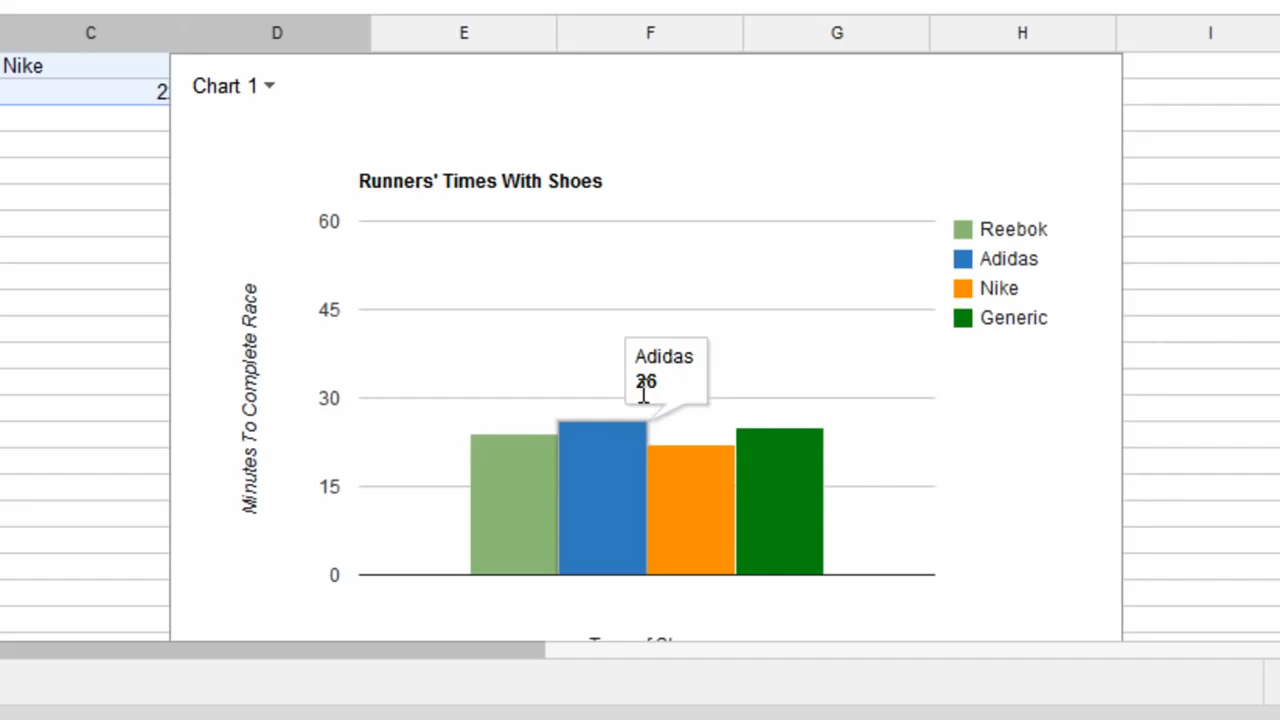 C D E F G H I
Nike
2
Chart 1
Runners' Times With Shoes
60
45
30
15
0
Minutes To Complete Race
Adidas
26
Reebok
Adidas
Nike
Generic